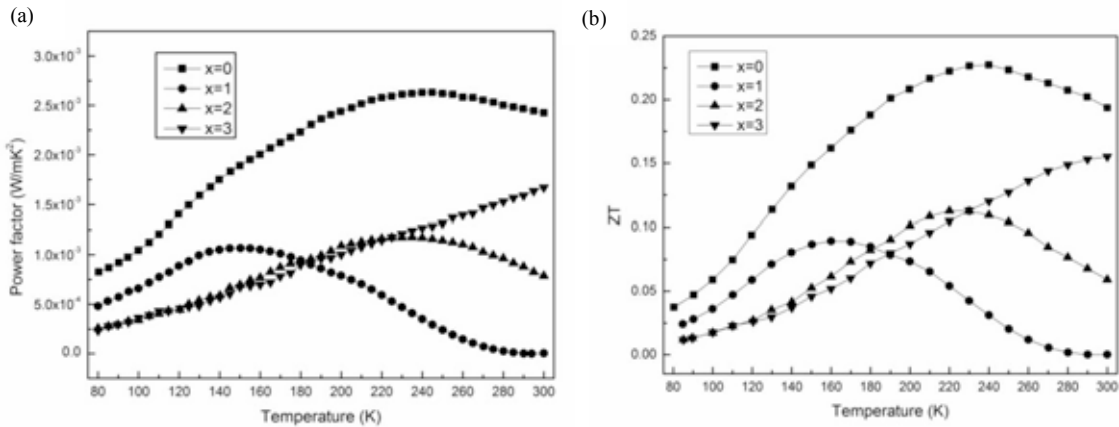 (a)
3.0x10⁻³
2.5x10⁻³
2.0x10⁻³
1.5x10⁻³
1.0x10⁻³
5.0x10⁻⁴
0.0
Power factor (W/mK²)
x=0
x=1
x=2
x=3
80 100 120 140 160 180 200 220 240 260 280 300
Temperature (K)
(b)
0.25
0.20
0.15
0.10
0.05
0.00
ZT
x=0
x=1
x=2
x=3
80 100 120 140 160 180 200 220 240 260 280 300
Temperature (K)